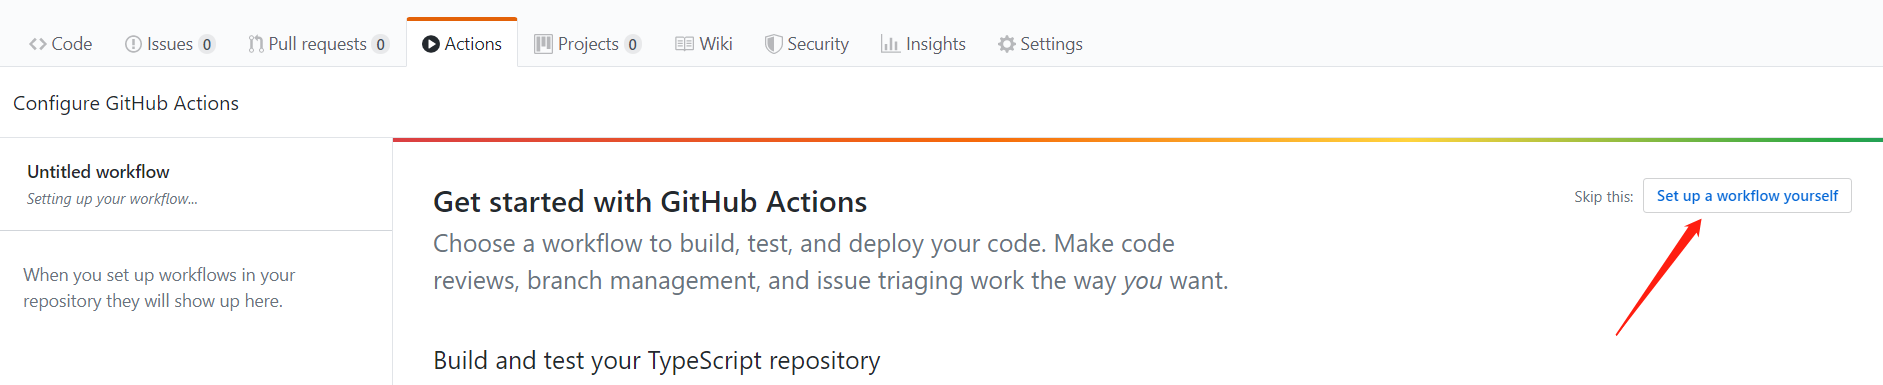 Code Issues 0 Pull requests 0 Actions Projects 0 Wiki Security Insights Settings
Configure GitHub Actions
Untitled workflow
Setting up your workflow...
When you set up workflows in your
repository they will show up here.
Get started with GitHub Actions
Skip this: Set up a workflow yourself
Choose a workflow to build, test, and deploy your code. Make code
reviews, branch management, and issue triaging work the way you want.
Build and test your TypeScript repository